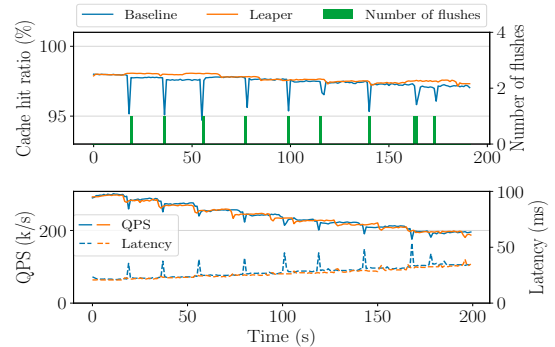 Baseline Leaper Number of flushes
Cache hit ratio (%)
98
95
0 50 100 150 200
Number of flushes
4
2
0
QPS (k/s)
200
0
QPS
Latency
0 50 100 150 200
Time (s)
Latency (ms)
100
50
0